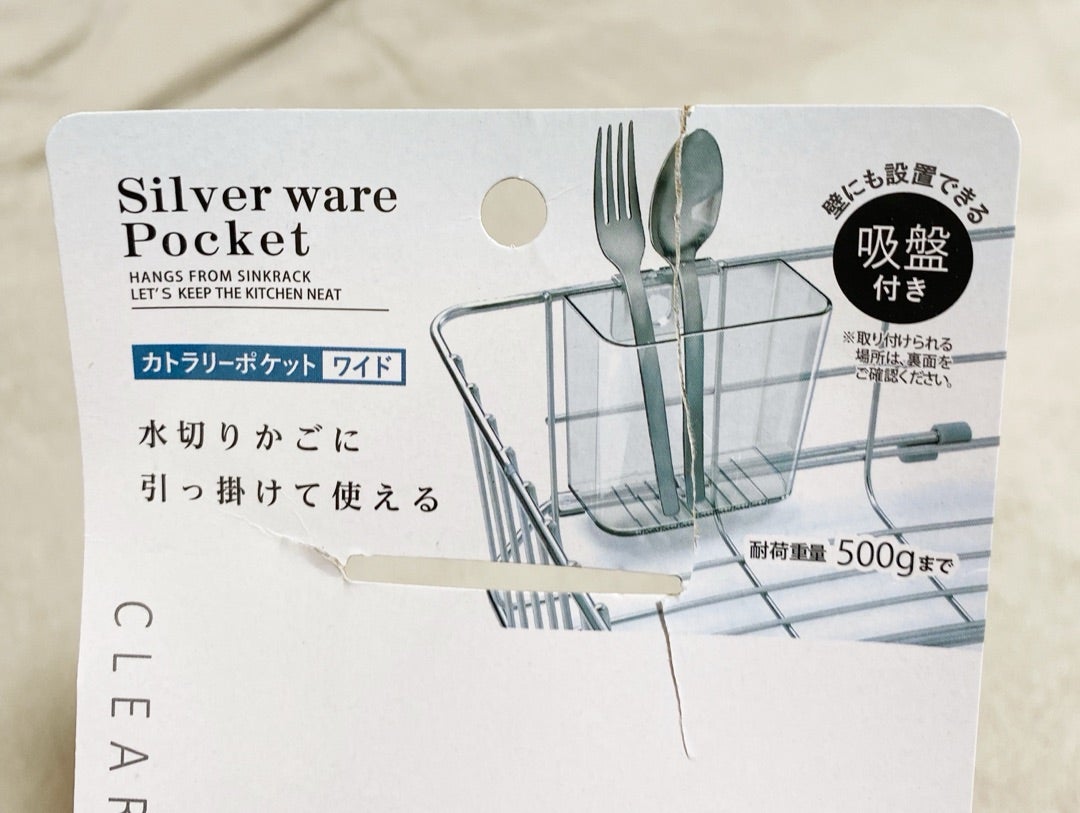 Silver ware
Pocket
HANGS FROM SINKRACK
LET'S KEEP THE KITCHEN NEAT
カトラリーポケット ワイド
水切りかごに
引っ掛けて使える
壁にも設置できる
吸盤
付き
※取り付けられる
場所は、裏面を
ご確認ください。
耐荷重量 500gまで
CLEAR